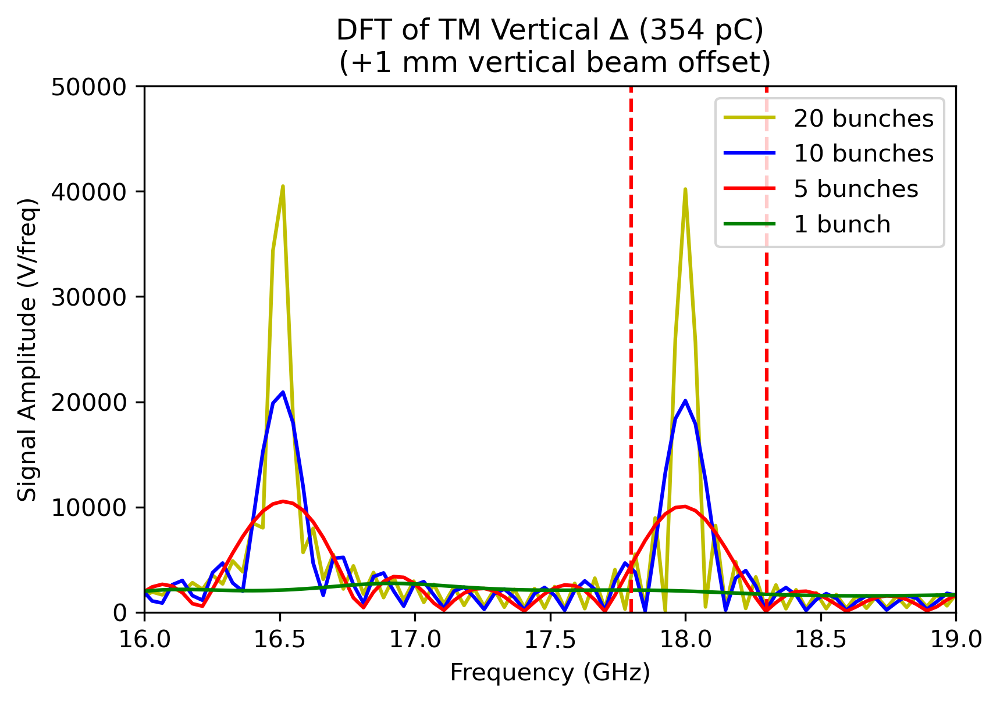 DFT of TM Vertical Δ (354 pC)
(+1 mm vertical beam offset)
50000
40000
30000
20000
10000
0
Signal Amplitude (V/freq)
20 bunches
10 bunches
5 bunches
1 bunch
16.0 16.5 17.0 17.5 18.0 18.5 19.0
Frequency (GHz)